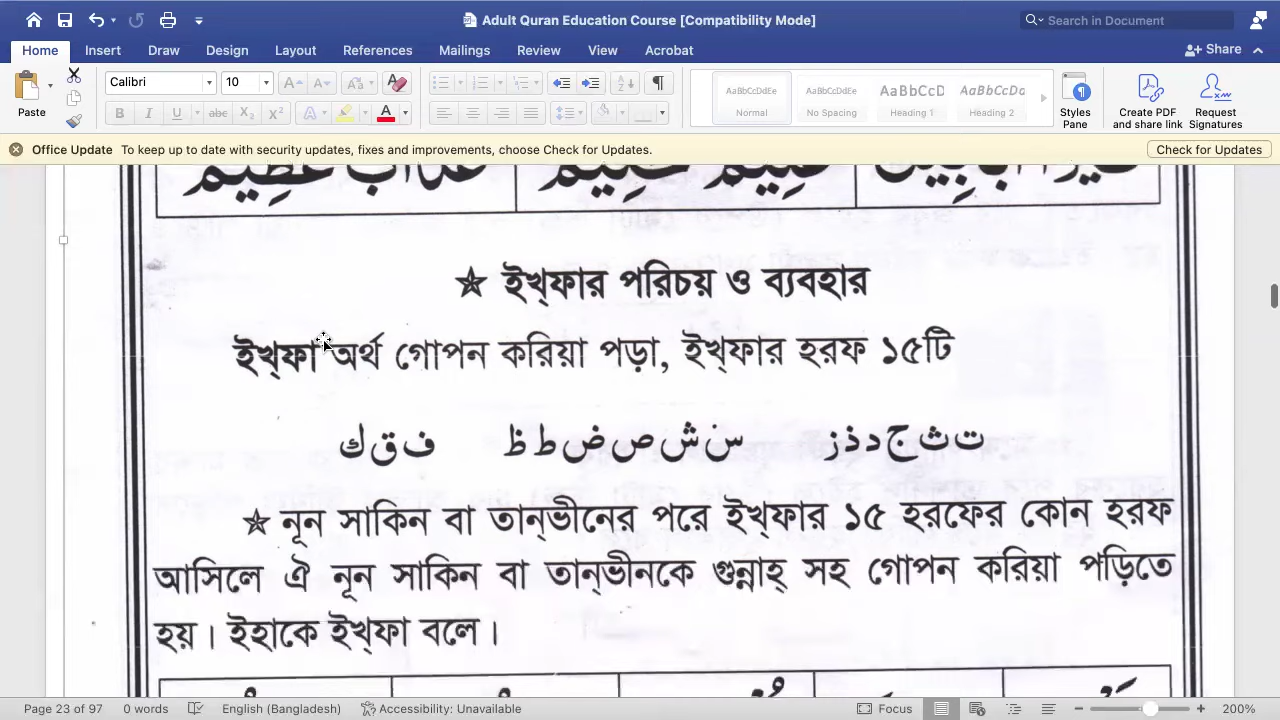 Adult Quran Education Course [Compatibility Mode]
Search in Document
Home Insert Draw Design Layout References Mailings Review View Acrobat Share
Paste Calibri 10 AaBbCcDdEe AaBbCcDdEe AaBbCcD AaBbCcDc
B I U abc X₂ X² A A Normal No Spacing Heading 1 Heading 2 Styles Pane Create PDF and share link Request Signatures
Office Update To keep up to date with security updates, fixes and improvements, choose Check for Updates. Check for Updates
☆ ইখ্ফার পরিচয় ও ব্যবহার
ইখ্ফা অর্থ গোপন করিয়া পড়া, ইখ্ফার হরফ ১৫টি
ت ث ج د ذ ز س ش ص ض ط ظ ف ق ك
☆ নূন সাকিন বা তান্ভীনের পরে ইখ্ফার ১৫ হরফের কোন হরফ
আসিলে ঐ নূন সাকিন বা তান্ভীনকে গুন্নাহ্ সহ গোপন করিয়া পড়িতে
হয়। ইহাকে ইখ্ফা বলে।
Page 23 of 97 0 words English (Bangladesh) Accessibility: Unavailable Focus 200%